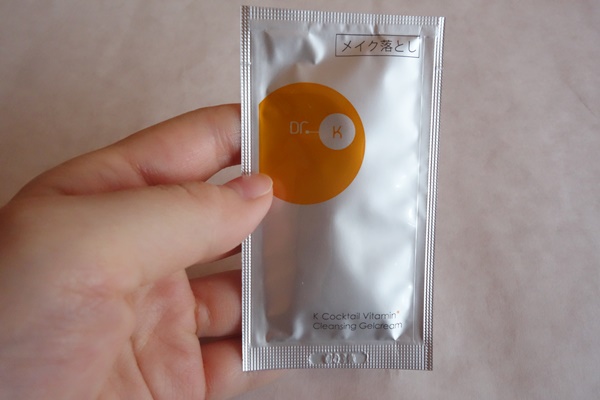 メイク落とし
Dr. K
K-Cocktail Vitamin®
Cleansing Gelcream